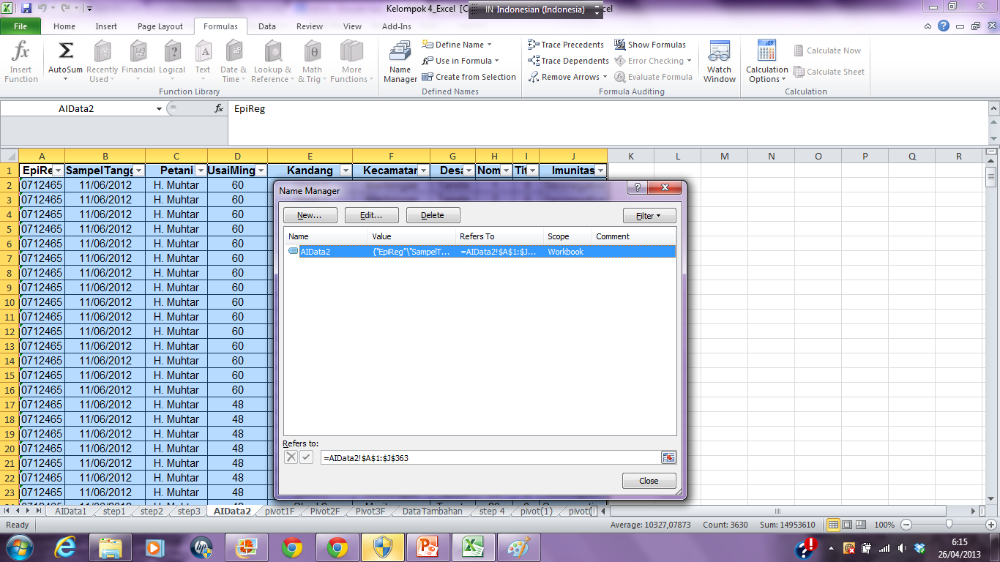 Kelompok 4_Excel [C
IN Indonesian (Indonesia)
el
File Home Insert Page Layout Formulas Data Review View Add-Ins
fx Insert Function
Σ AutoSum
Recently Used
Financial
Logical
Text
Date & Time
Lookup & Reference
Math & Trig
More Functions
Function Library
Name Manager
Define Name
Use in Formula
Create from Selection
Defined Names
Trace Precedents
Trace Dependents
Remove Arrows
Show Formulas
Error Checking
Evaluate Formula
Formula Auditing
Watch Window
Calculation Options
Calculate Now
Calculate Sheet
Calculation
AIData2 fx EpiReg
A B C D E F G H I J K L M N O P Q R
1 EpiRe SampelTangg Petani UsaiMing Kandang Kecamatar Desa Nom Tit Imunitas
2 0712465 11/06/2012 H. Muhtar 60
3 0712465 11/06/2012 H. Muhtar 60
4 0712465 11/06/2012 H. Muhtar 60
5 0712465 11/06/2012 H. Muhtar 60
6 0712465 11/06/2012 H. Muhtar 60
7 0712465 11/06/2012 H. Muhtar 60
8 0712465 11/06/2012 H. Muhtar 60
9 0712465 11/06/2012 H. Muhtar 60
10 0712465 11/06/2012 H. Muhtar 60
11 0712465 11/06/2012 H. Muhtar 60
12 0712465 11/06/2012 H. Muhtar 60
13 0712465 11/06/2012 H. Muhtar 60
14 0712465 11/06/2012 H. Muhtar 60
15 0712465 11/06/2012 H. Muhtar 60
16 0712465 11/06/2012 H. Muhtar 60
17 0712465 11/06/2012 H. Muhtar 48
18 0712465 11/06/2012 H. Muhtar 48
19 0712465 11/06/2012 H. Muhtar 48
20 0712465 11/06/2012 H. Muhtar 48
21 0712465 11/06/2012 H. Muhtar 48
22 0712465 11/06/2012 H. Muhtar 48
23 0712465 11/06/2012 H. Muhtar 48
Name Manager
New... Edit... Delete Filter
Name Value Refers To Scope Comment
AIData2 {"EpiReg"\"SampelT... =AIData2!$A$1:$J... Workbook
Refers to:
=AIData2!$A$1:$J$363
Close
AIData1 step1 step2 step3 AIData2 pivot1F Pivot2F Pivot3F DataTambahan step 4 pivot(1) pivot(
Ready Average: 10327,07873 Count: 3630 Sum: 14953610 100%
6:15
26/04/2013